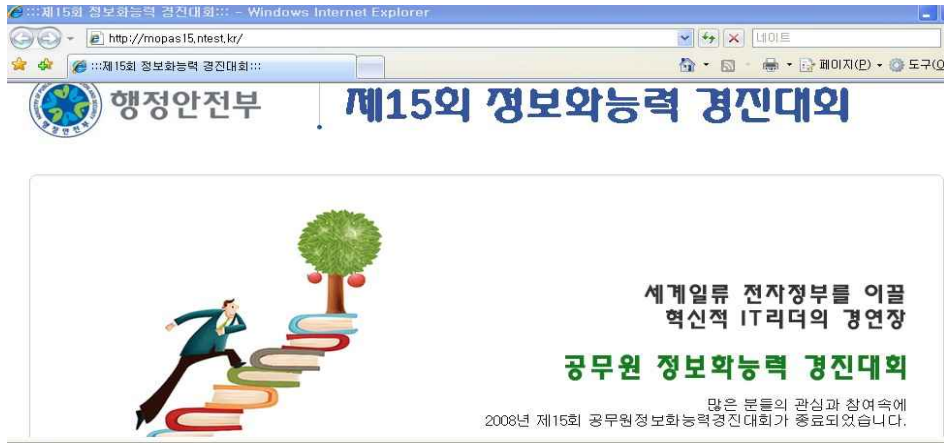 :::제15회 정보화능력 경진대회::: - Windows Internet Explorer
http://mopas15.ntest.kr/
네이트
:::제15회 정보화능력 경진대회:::
페이지(P)
도구(O
행정안전부
제15회 정보화능력 경진대회
세계일류 전자정부를 이끌
혁신적 IT리더의 경연장
공무원 정보화능력 경진대회
많은 분들의 관심과 참여속에
2008년 제15회 공무원정보화능력경진대회가 종료되었습니다.